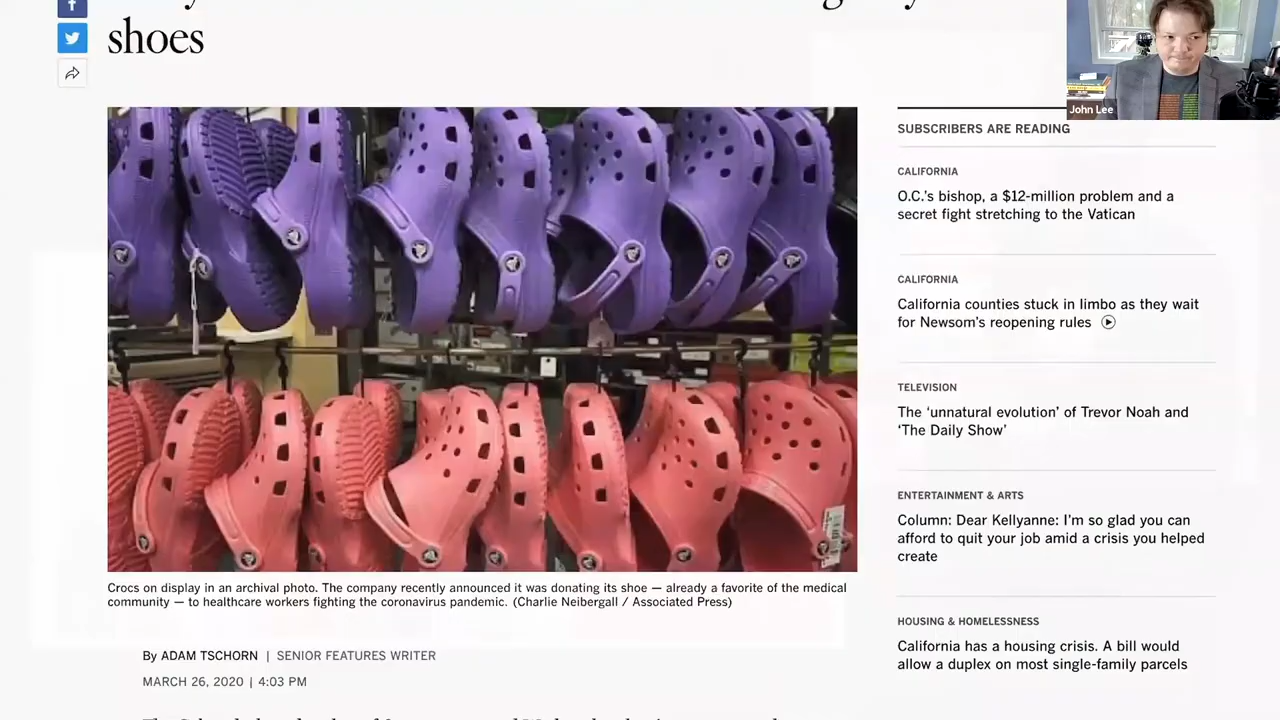 shoes
John Lee
SUBSCRIBERS ARE READING
CALIFORNIA
O.C.'s bishop, a $12-million problem and a
secret fight stretching to the Vatican
CALIFORNIA
California counties stuck in limbo as they wait
for Newsom's reopening rules
TELEVISION
The ‘unnatural evolution’ of Trevor Noah and
‘The Daily Show’
ENTERTAINMENT & ARTS
Column: Dear Kellyanne: I'm so glad you can
afford to quit your job amid a crisis you helped
create
HOUSING & HOMELESSNESS
California has a housing crisis. A bill would
allow a duplex on most single-family parcels
Crocs on display in an archival photo. The company recently announced it was donating its shoe — already a favorite of the medical
community — to healthcare workers fighting the coronavirus pandemic. (Charlie Neibergall / Associated Press)
By ADAM TSCHORN | SENIOR FEATURES WRITER
MARCH 26, 2020 | 4:03 PM